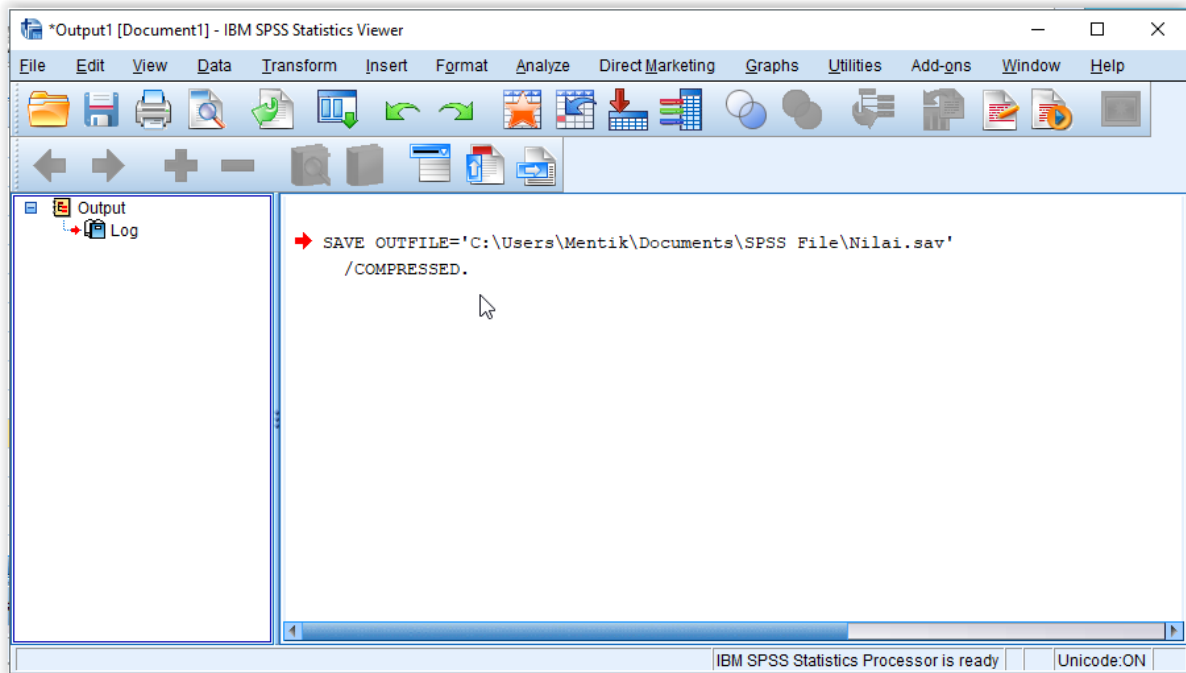 *Output1 [Document1] - IBM SPSS Statistics Viewer
File Edit View Data Transform Insert Format Analyze Direct Marketing Graphs Utilities Add-ons Window Help
Output
Log
SAVE OUTFILE='C:\Users\Mentik\Documents\SPSS File\Nilai.sav'
/COMPRESSED.
IBM SPSS Statistics Processor is ready Unicode:ON